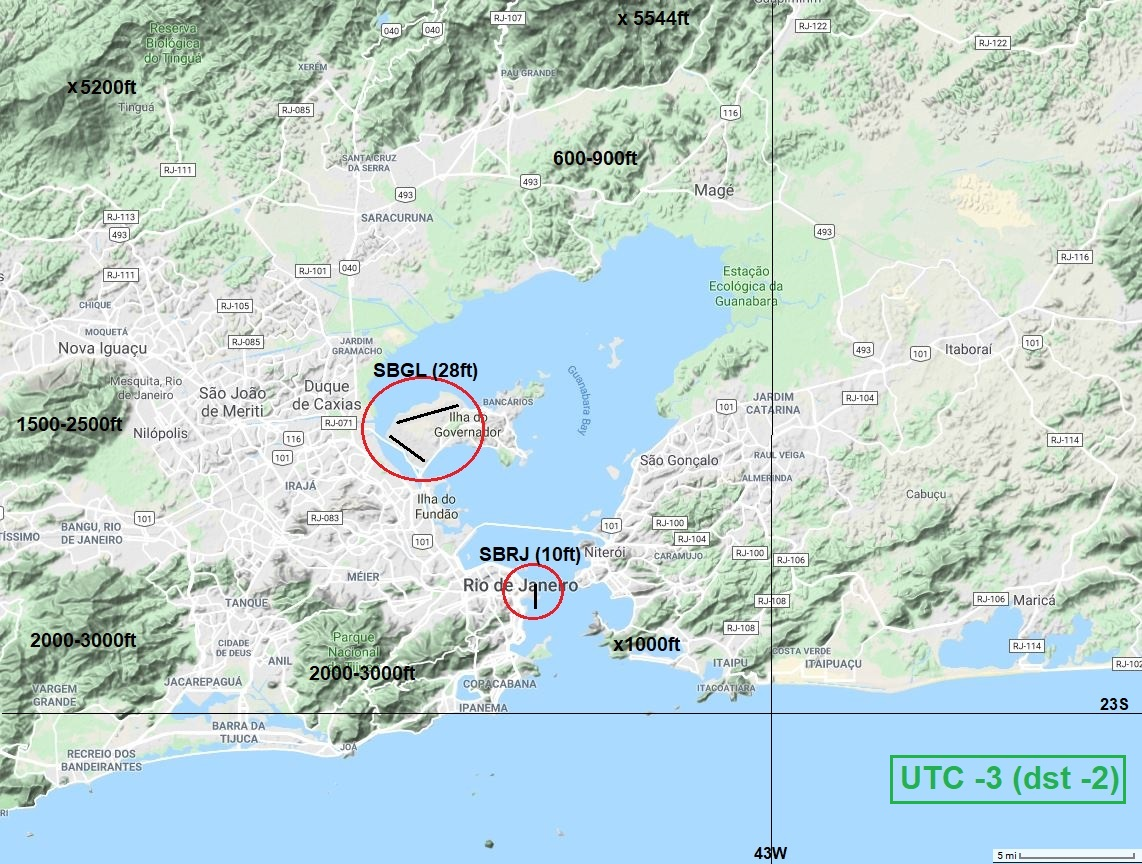 Guapimirim
RJ-107
x 5544ft
RJ-122
040
040
RJ-122
Reserva
Biológica
do Tinguá
XERÉM
PAU GRANDE
x5200ft
Tinguá
RJ-085
116
SANTA CRUZ
DA SERRA
600-900ft
RJ-111
493
493
Magé
RJ-113
SARACURUNA
493
493
RJ-116
RJ-111
RJ-101
040
Estação
Ecológica da
Guanabara
CHIQUE
RJ-105
MOQUETÁ
RJ-085
Nova Iguaçu
JARDIM
GRAMACHO
493
101
Itaboraí
101
SBGL (28ft)
Mesquita, Rio
de Janeiro
São João
de Meriti
Duque
de Caxias
BANCÁRIOS
Guanabara Bay
JARDIM
CATARINA
RJ-104
101
1500-2500ft
RJ-071
Ilha do
Governador
Nilópolis
116
101
RJ-114
São Gonçalo
RAUL VEIGA
ALMERINDA
IRAJÁ
Cabuçu
Ilha do
Fundão
101
RJ-083
BANGU, RIO
DE JANEIRO
TÍSSIMO
101
101
RJ-100
RJ-104
SBRJ (10ft)
Niterói
CARAMUJO
RJ-100
RJ-106
MÉIER
Rio de Janeiro
TANQUE
RJ-108
RJ-106
Maricá
2000-3000ft
CIDADE
DE DEUS
Parque
Nacional
RJ-108
x1000ft
RJ-114
ANIL
COSTA VERDE
ITAIPU
ITAIPUAÇU
RJ-102
2000-3000ft
JACAREPAGUÁ
COPACABANA
ITACOATIARA
VARGEM
GRANDE
IPANEMA
23S
BARRA DA
TIJUCA
JOÁ
RECREIO DOS
BANDEIRANTES
UTC -3 (dst -2)
43W
5 mi